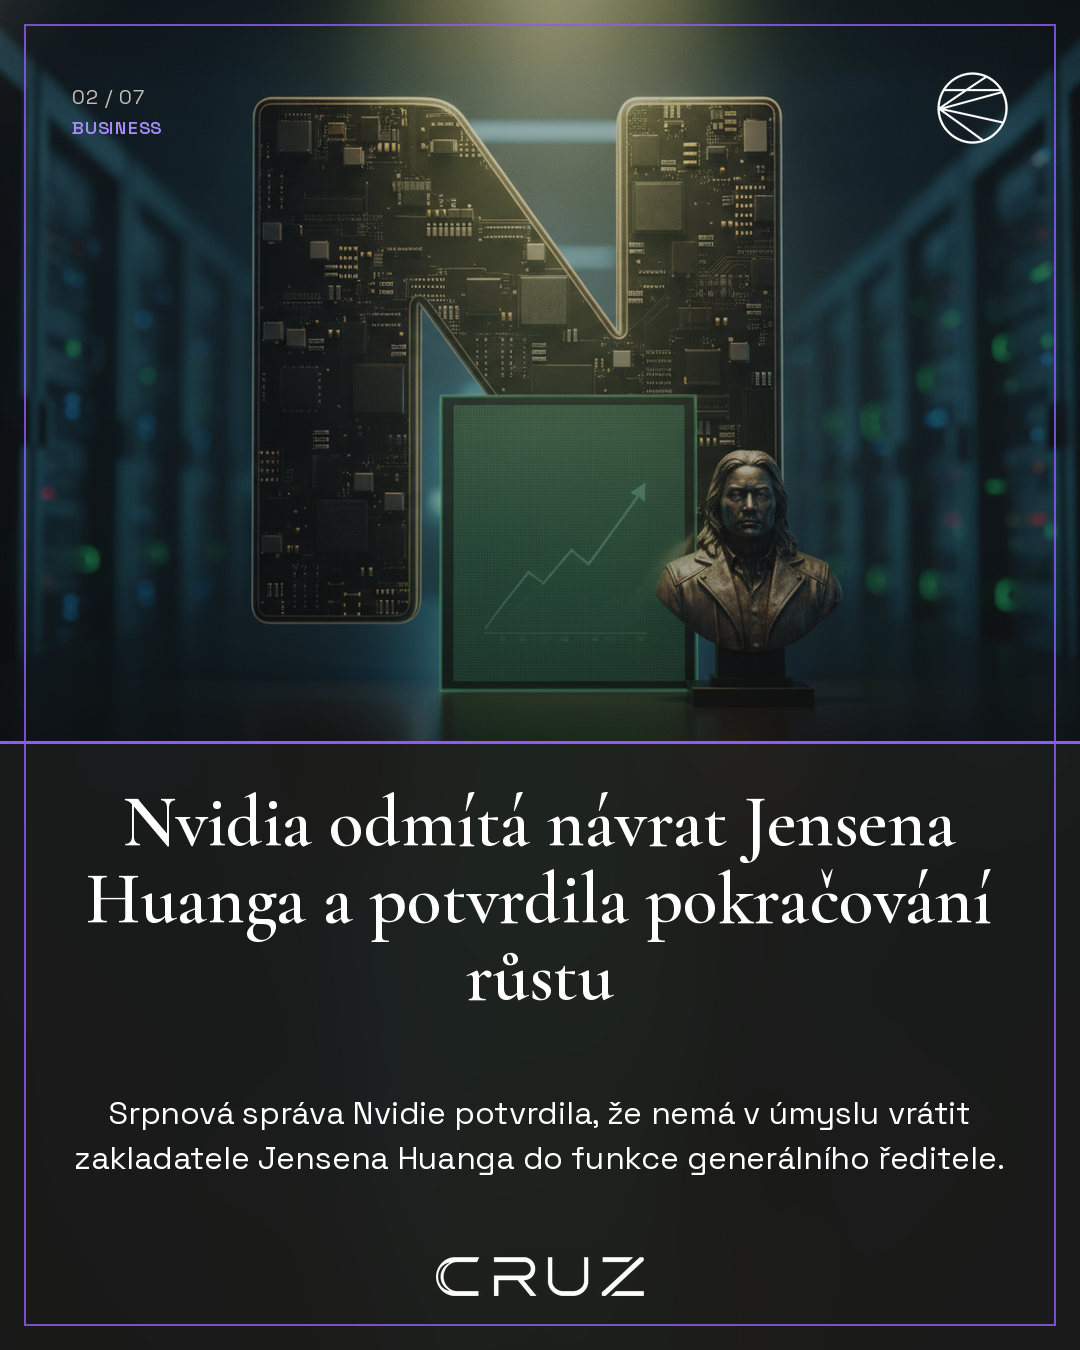 02 / 07
BUSINESS
Nvidia odmítá návrat Jensena
Huanga a potvrdila pokračování
růstu
Srpnová správa Nvidie potvrdila, že nemá v úmyslu vrátit
zakladatele Jensena Huanga do funkce generálního ředitele.
CRUZ